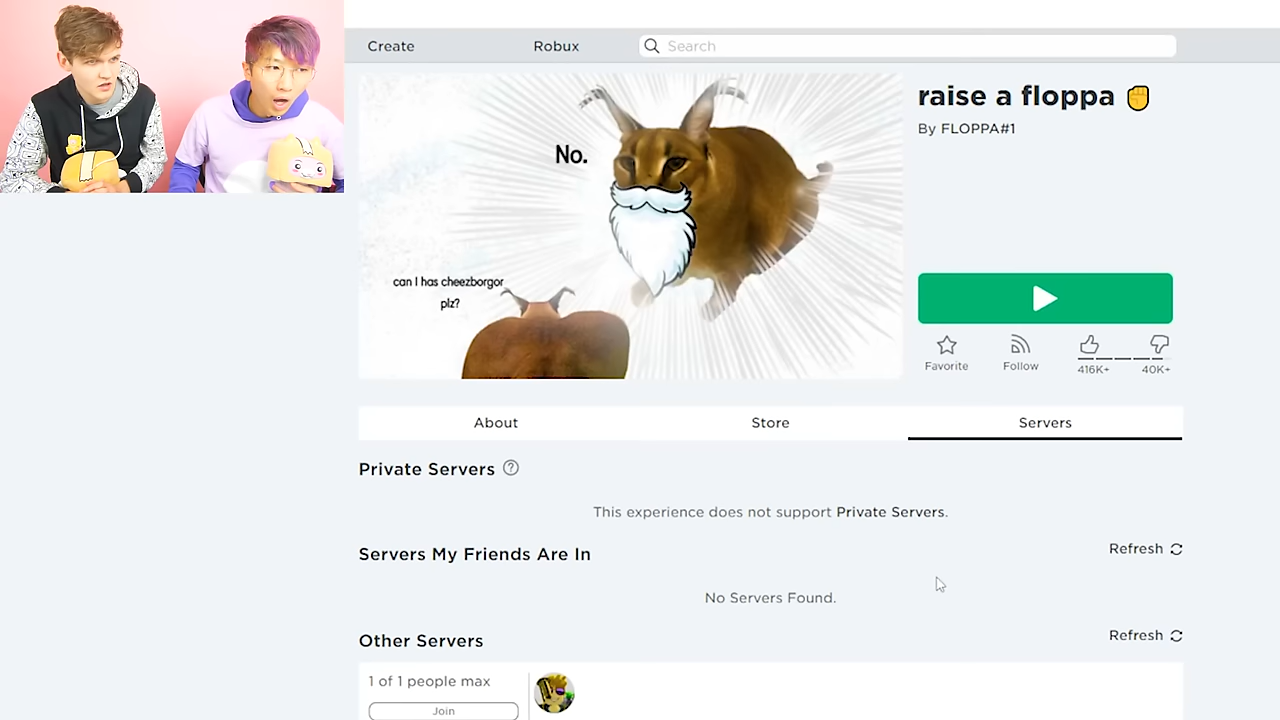 Create
Robux
Search
raise a floppa ✊
By FLOPPA#1
No.
can I has cheezborgor
plz?
Favorite
Follow
416K+
40K+
About
Store
Servers
Private Servers
This experience does not support Private Servers.
Servers My Friends Are In
Refresh
No Servers Found.
Other Servers
Refresh
1 of 1 people max
Join